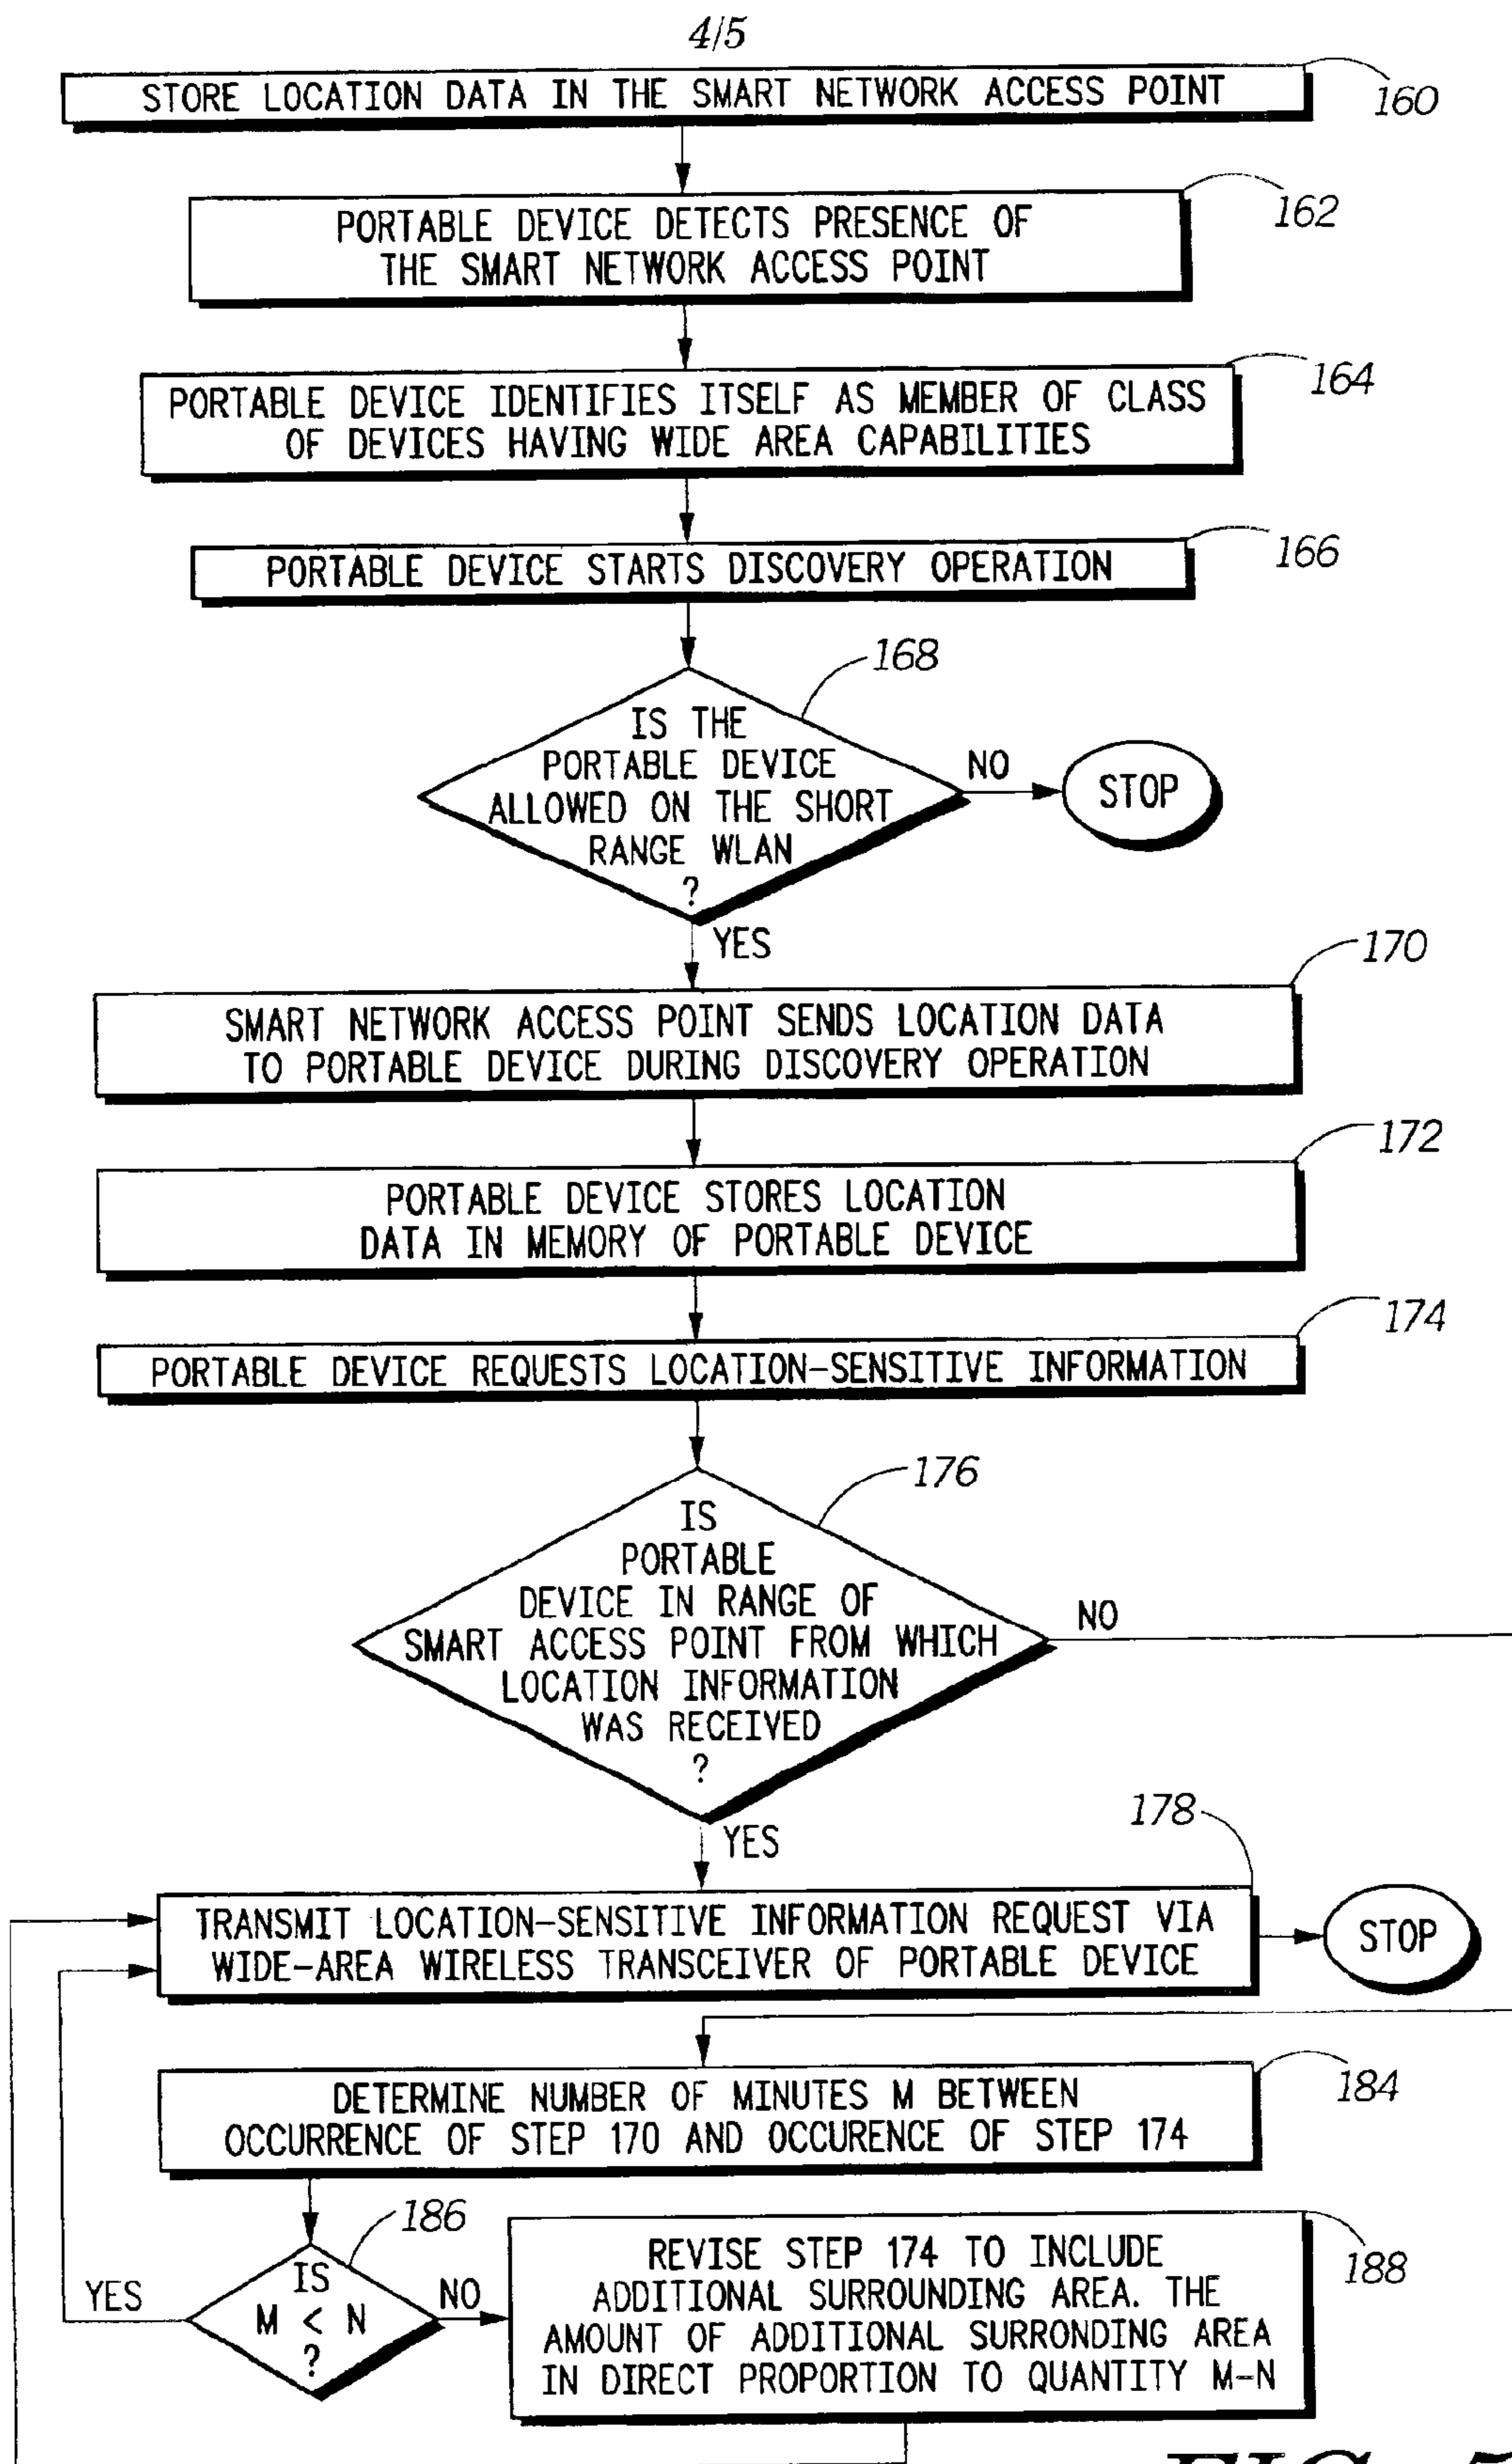 4/5
STORE LOCATION DATA IN THE SMART NETWORK ACCESS POINT
160
PORTABLE DEVICE DETECTS PRESENCE OF
THE SMART NETWORK ACCESS POINT
162
PORTABLE DEVICE IDENTIFIES ITSELF AS MEMBER OF CLASS
OF DEVICES HAVING WIDE AREA CAPABILITIES
164
PORTABLE DEVICE STARTS DISCOVERY OPERATION
166
168
IS THE
PORTABLE DEVICE
ALLOWED ON THE SHORT
RANGE WLAN
?
NO
STOP
YES
170
SMART NETWORK ACCESS POINT SENDS LOCATION DATA
TO PORTABLE DEVICE DURING DISCOVERY OPERATION
172
PORTABLE DEVICE STORES LOCATION
DATA IN MEMORY OF PORTABLE DEVICE
174
PORTABLE DEVICE REQUESTS LOCATION-SENSITIVE INFORMATION
176
IS
PORTABLE
DEVICE IN RANGE OF
SMART ACCESS POINT FROM WHICH
LOCATION INFORMATION
WAS RECEIVED
?
NO
YES
178
TRANSMIT LOCATION-SENSITIVE INFORMATION REQUEST VIA
WIDE-AREA WIRELESS TRANSCEIVER OF PORTABLE DEVICE
STOP
184
DETERMINE NUMBER OF MINUTES M BETWEEN
OCCURRENCE OF STEP 170 AND OCCURENCE OF STEP 174
186
IS
M < N
?
YES
NO
188
REVISE STEP 174 TO INCLUDE
ADDITIONAL SURROUNDING AREA. THE
AMOUNT OF ADDITIONAL SURRONDING AREA
IN DIRECT PROPORTION TO QUANTITY M-N